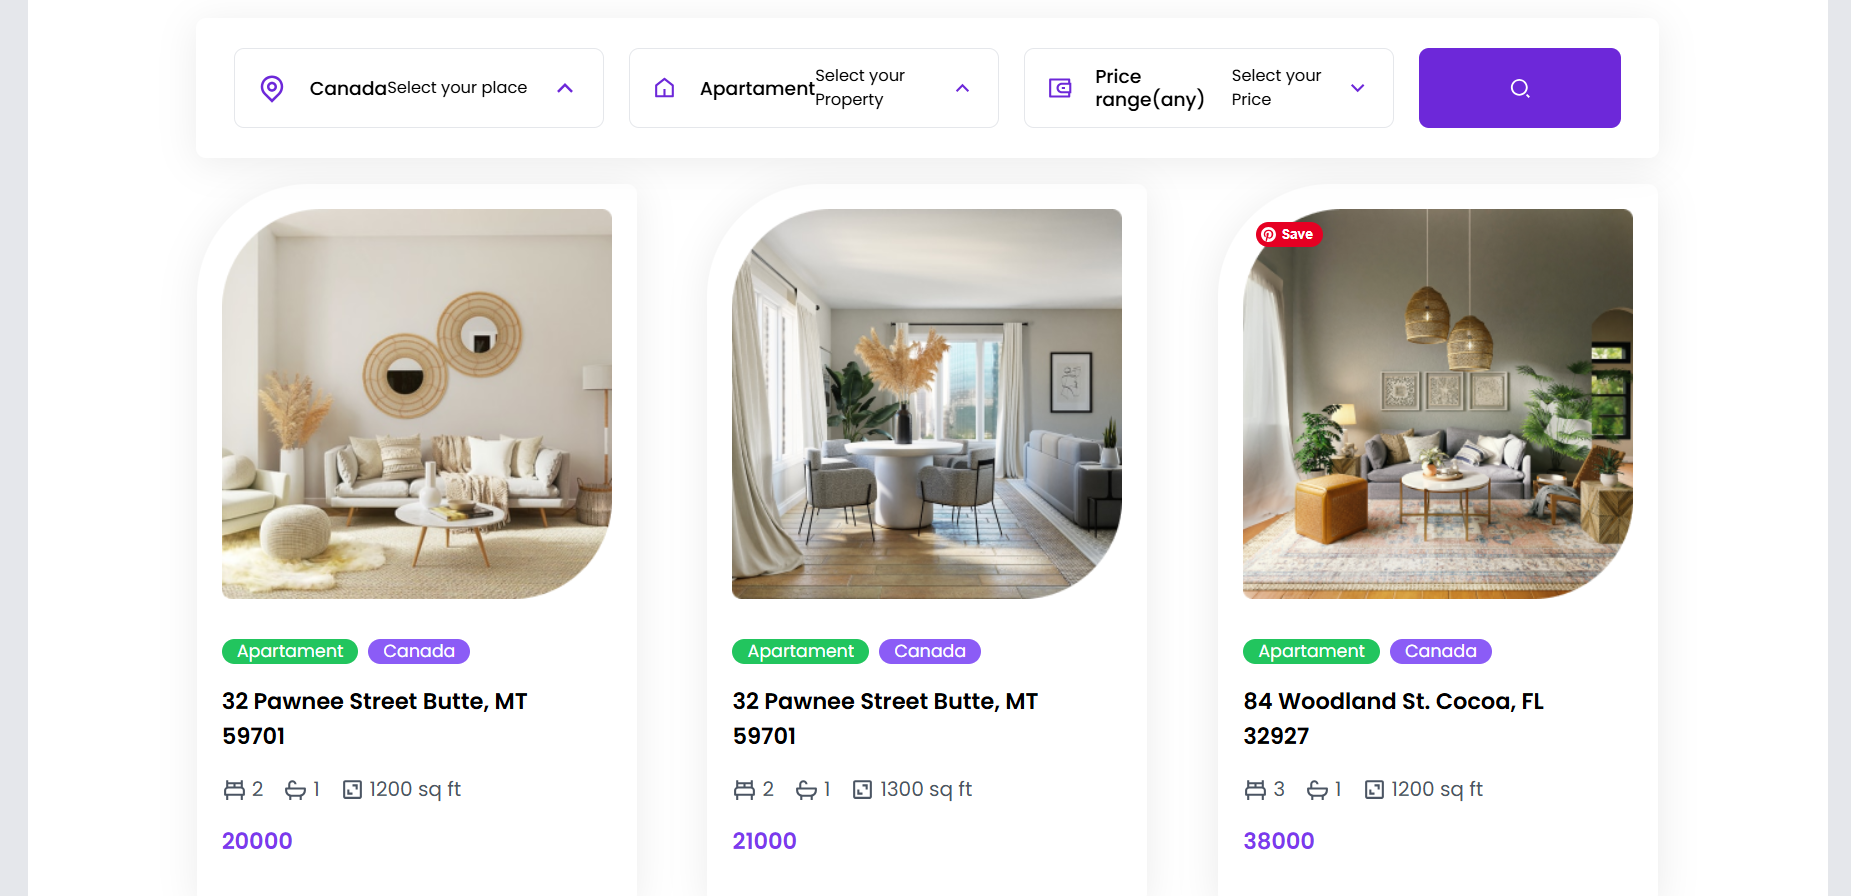 Canada Select your place
Apartament Select your
Property
Price
range(any)
Select your
Price
Save
Apartament Canada
32 Pawnee Street Butte, MT
59701
2 1 1200 sq ft
20000
Apartament Canada
32 Pawnee Street Butte, MT
59701
2 1 1300 sq ft
21000
Apartament Canada
84 Woodland St. Cocoa, FL
32927
3 1 1200 sq ft
38000